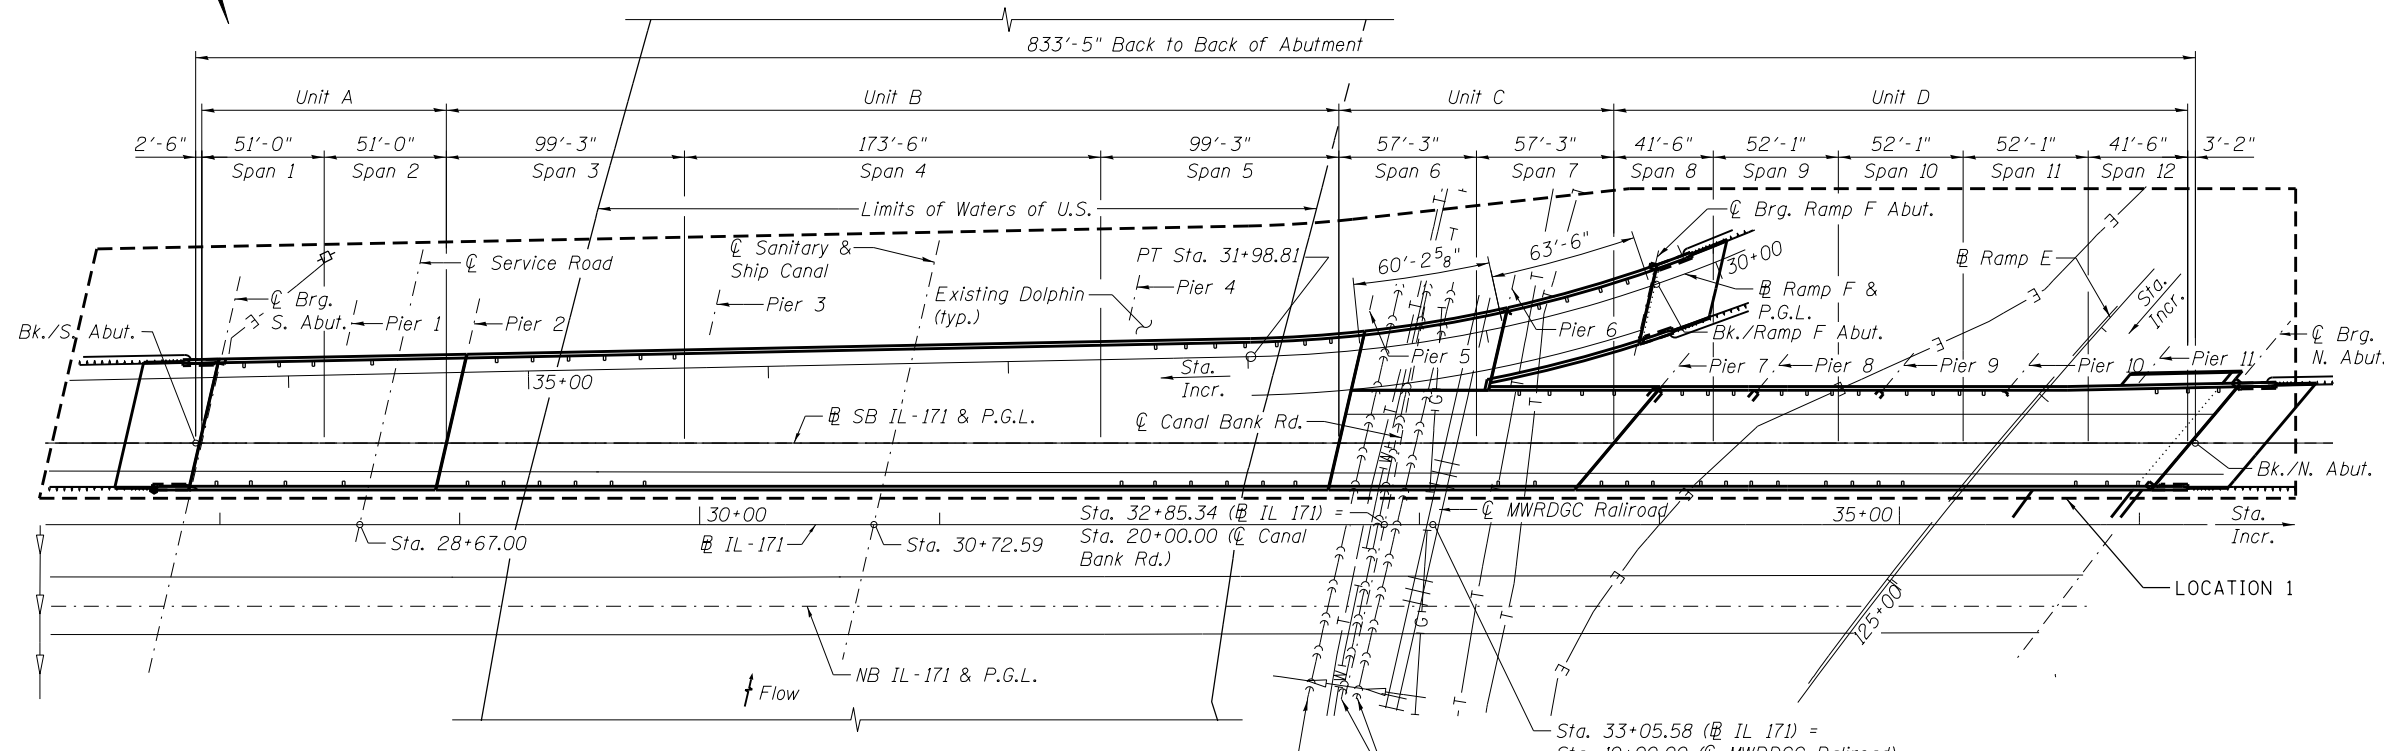 833'-5" Back to Back of Abutment
Unit A
Unit B
Unit C
Unit D
2'-6"
51'-0"
51'-0"
99'-3"
173'-6"
99'-3"
57'-3"
57'-3"
41'-6"
52'-1"
52'-1"
52'-1"
41'-6"
3'-2"
Span 1
Span 2
Span 3
Span 4
Span 5
Span 6
Span 7
Span 8
Span 9
Span 10
Span 11
Span 12
Limits of Waters of U.S.
℄ Brg. Ramp F Abut.
℄ Sanitary &
Ship Canal
PT Sta. 31+98.81
60'-2⅝"
63'-6"
30+00
℄ Service Road
Pier 3
Existing Dolphin
(typ.)
Pier 4
℄ Brg.
S. Abut.
Pier 1
Pier 2
Bk./S. Abut.
Pier 5
Pier 6
Ramp F &
P.G.L.
Bk./Ramp F Abut.
Ramp E
Sta.
Incr.
Pier 7
Pier 8
Pier 9
Pier 10
Pier 11
℄ Brg.
N. Abut.
35+00
Sta.
Incr.
SB IL-171 & P.G.L.
℄ Canal Bank Rd.
Bk./N. Abut.
30+00
IL-171
Sta. 28+67.00
Sta. 30+72.59
Sta. 32+85.34 (IL 171) =
Sta. 20+00.00 (℄ Canal
Bank Rd.)
℄ MWRDGC Raliroad
35+00
Sta.
Incr.
LOCATION 1
125+00
NB IL-171 & P.G.L.
Flow
Sta. 33+05.58 (IL 171) =
Sta. 10+00.00 (℄ MWRDGC Raliroad)